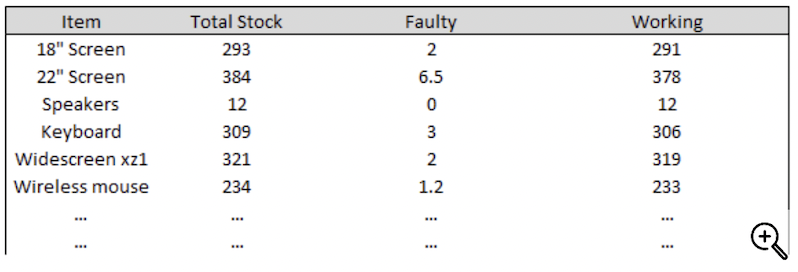 Item Total Stock Faulty Working
18" Screen 293 2 291
22" Screen 384 6.5 378
Speakers 12 0 12
Keyboard 309 3 306
Widescreen xz1 321 2 319
Wireless mouse 234 1.2 233
... ... ... ...
... ... ... ...